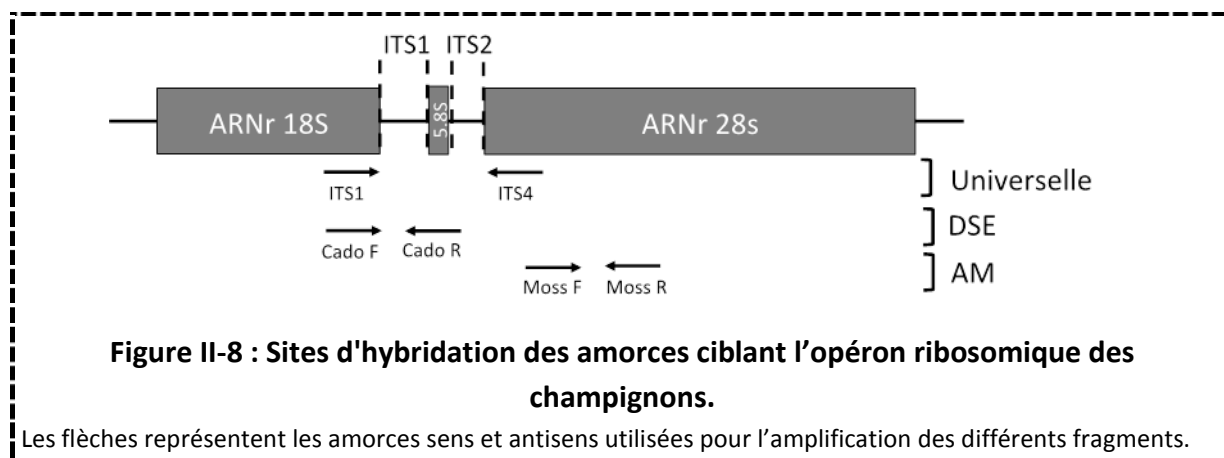 ITS1 ITS2
ARNr 18S 5.8S ARNr 28s
ITS1 ITS4 Universelle
Cado F Cado R DSE
Moss F Moss R AM
Figure II-8 : Sites d'hybridation des amorces ciblant l’opéron ribosomique des
champignons.
Les flèches représentent les amorces sens et antisens utilisées pour l’amplification des différents fragments.